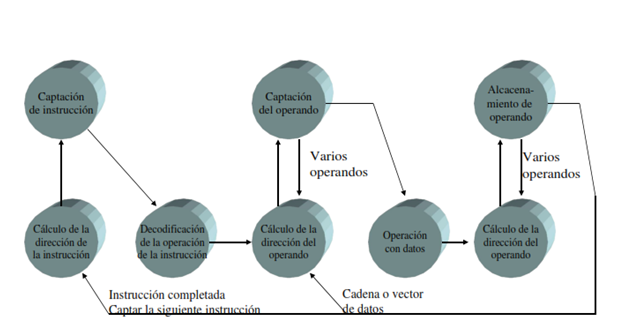 Captación
de instrucción
Captación
del operando
Alcacena-
miento de
operando
Varios
operandos
Varios
operandos
Cálculo de la
dirección de
la instrucción
Decodificación
de la operación
de la instrucción
Cálculo de la
dirección del
operando
Operación
con datos
Cálculo de la
dirección del
operando
Instrucción completada
Captar la siguiente instrucción
Cadena o vector
de datos